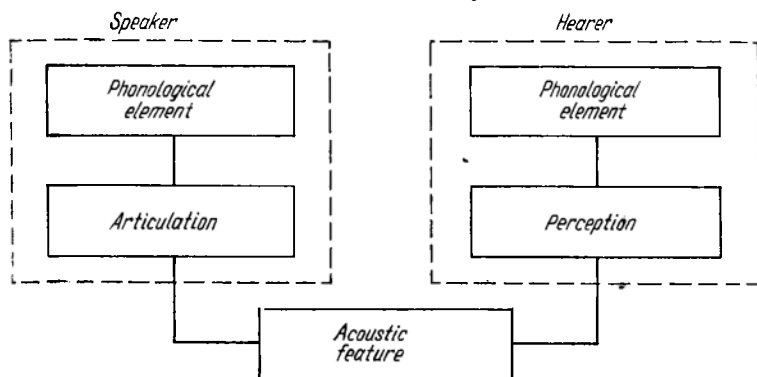 Speaker
Hearer
Phonological
element
Phonological
element
Articulation
Perception
Acoustic
feature